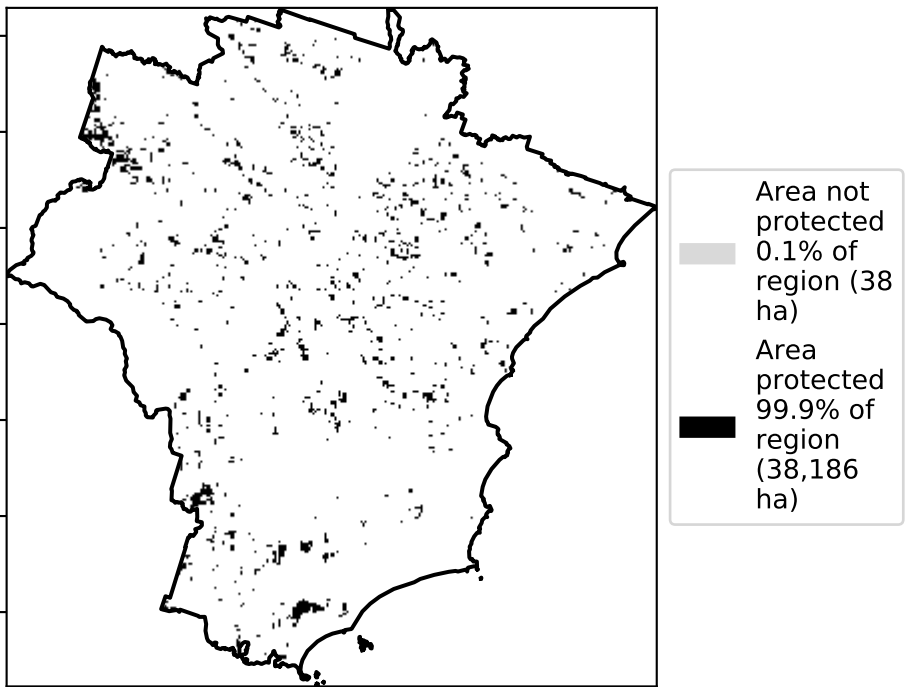 Area not
protected
0.1% of
region (38
ha)
Area
protected
99.9% of
region
(38,186
ha)